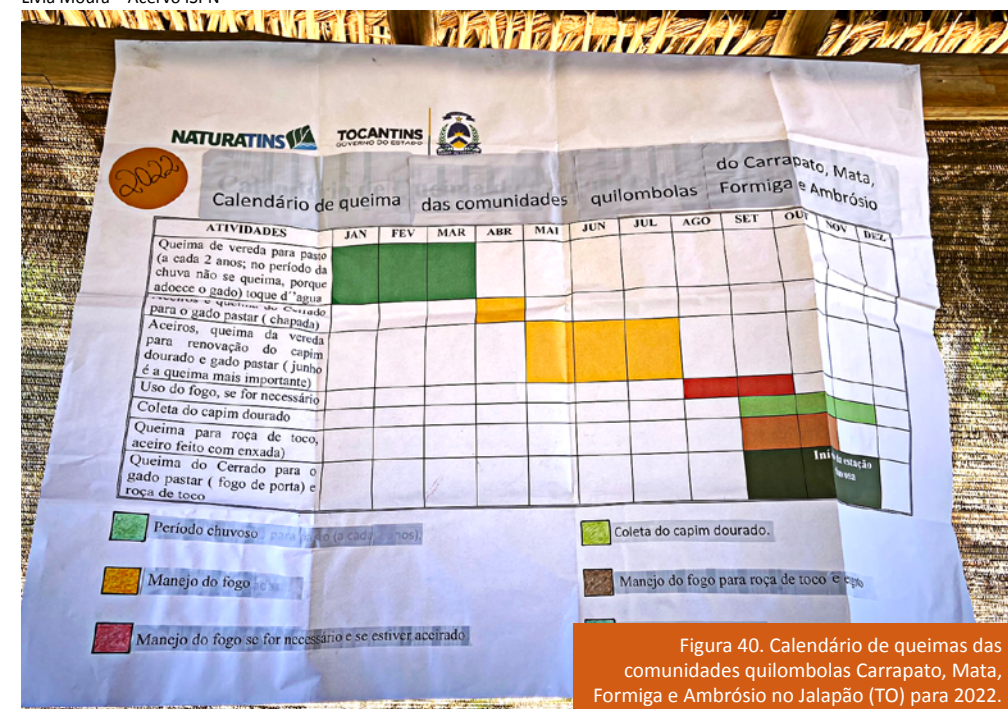 NATURATINS
TOCANTINS
GOVERNO DO ESTADO
2022
Calendário de queima das comunidades quilombolas do Carrapato, Mata,
Formiga e Ambrósio
ATIVIDADES JAN FEV MAR ABR MAI JUN JUL AGO SET OUT NOV DEZ
Queima de vereda para pasto
(a cada 2 anos; no período da
chuva não se queima, porque
adoece o gado) toque d''agua
Aceiros e queima do Cerrado
para o gado pastar ( chapada)
Aceiros, queima da vereda
para renovação do capim
dourado e gado pastar ( junho
é a queima mais importante)
Uso do fogo, se for necessário
Coleta do capim dourado
Queima para roça de toco,
aceiro feito com enxada)
Queima do Cerrado para o
gado pastar ( fogo de porta) e
roça de toco
estação
Período chuvoso
Manejo do fogo
Manejo do fogo se for necessário e se estiver aceirado
Coleta do capim dourado.
Manejo do fogo para roça de toco e
Figura 40. Calendário de queimas das
comunidades quilombolas Carrapato, Mata,
Formiga e Ambrósio no Jalapão (TO) para 2022.